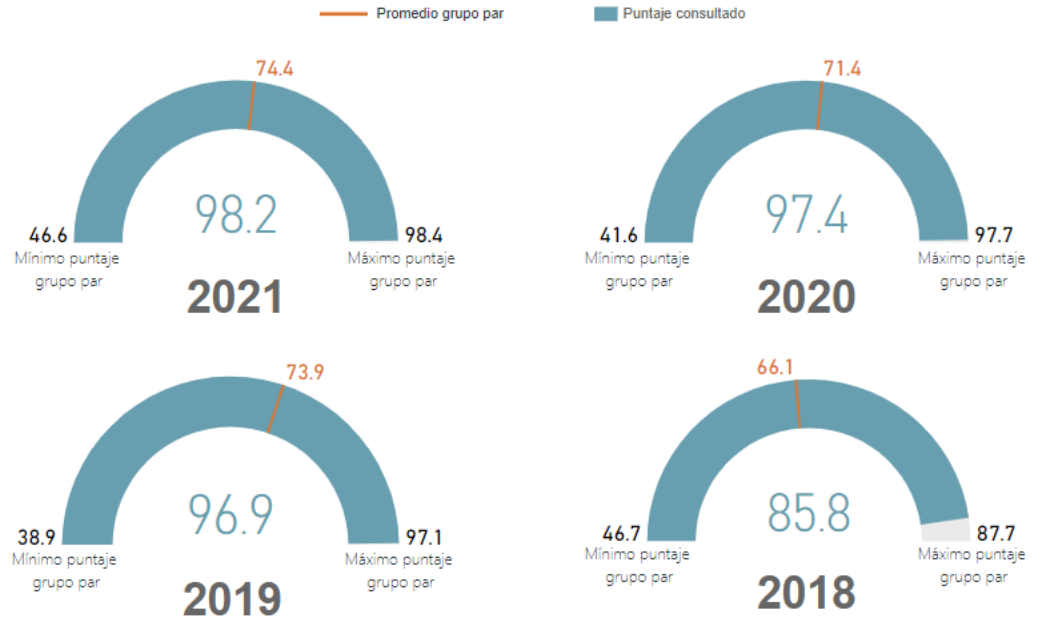 Promedio grupo par
Puntaje consultado
74.4
98.2
46.6
Mínimo puntaje
grupo par
98.4
Máximo puntaje
grupo par
2021
71.4
97.4
41.6
Mínimo puntaje
grupo par
97.7
Máximo puntaje
grupo par
2020
73.9
96.9
38.9
Mínimo puntaje
grupo par
97.1
Máximo puntaje
grupo par
2019
66.1
85.8
46.7
Mínimo puntaje
grupo par
87.7
Máximo puntaje
grupo par
2018